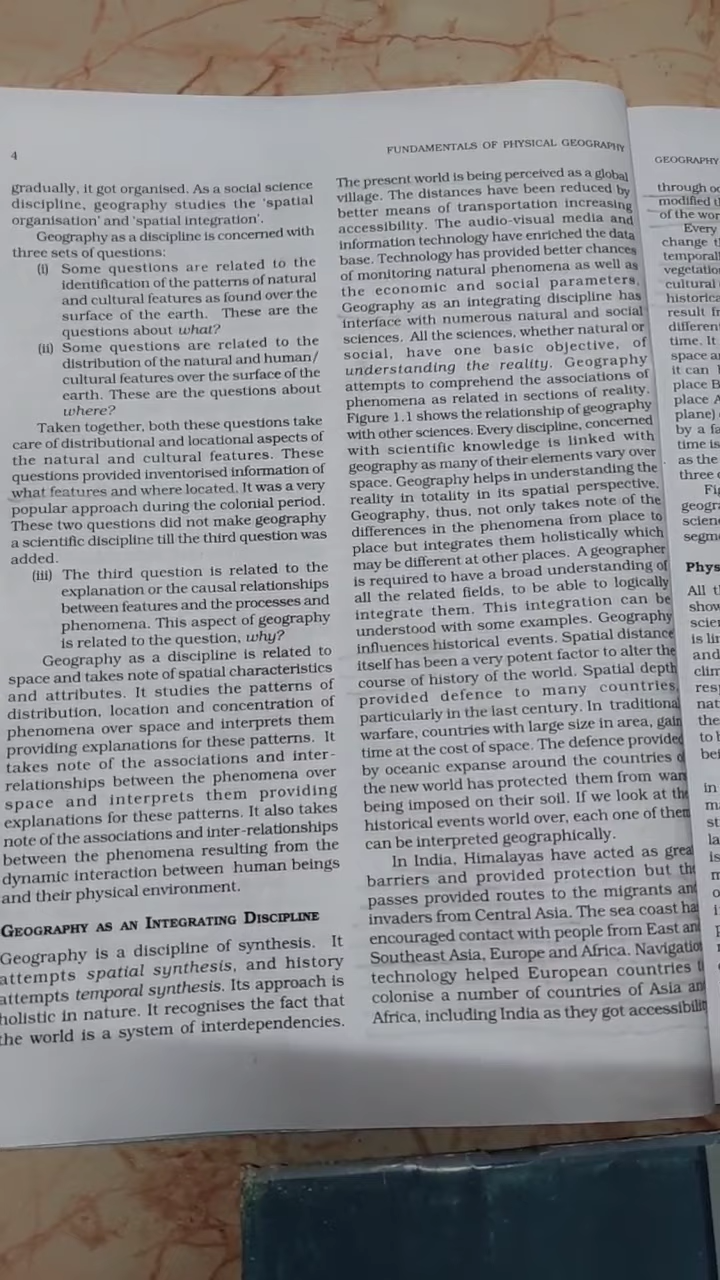 4
FUNDAMENTALS OF PHYSICAL GEOGRAPHY
gradually, it got organised. As a social science
discipline, geography studies the 'spatial
organisation' and 'spatial integration'.
Geography as a discipline is concerned with
three sets of questions:
(i) Some questions are related to the
identification of the patterns of natural
and cultural features as found over the
surface of the earth. These are the
questions about what?
(ii) Some questions are related to the
distribution of the natural and human/
cultural features over the surface of the
earth. These are the questions about
where?
Taken together, both these questions take
care of distributional and locational aspects of
the natural and cultural features. These
questions provided inventorised information of
what features and where located. It was a very
popular approach during the colonial period.
These two questions did not make geography
a scientific discipline till the third question was
added.
(iii) The third question is related to the
explanation or the causal relationships
between features and the processes and
phenomena. This aspect of geography
is related to the question, why?
Geography as a discipline is related to
space and takes note of spatial characteristics
and attributes. It studies the patterns of
distribution, location and concentration of
phenomena over space and interprets them
providing explanations for these patterns. It
takes note of the associations and inter-
relationships between the phenomena over
space and interprets them providing
explanations for these patterns. It also takes
note of the associations and inter-relationships
between the phenomena resulting from the
dynamic interaction between human beings
and their physical environment.
GEOGRAPHY AS AN INTEGRATING DISCIPLINE
Geography is a discipline of synthesis. It
attempts spatial synthesis, and history
attempts temporal synthesis. Its approach is
holistic in nature. It recognises the fact that
the world is a system of interdependencies.
The present world is being perceived as a global
village. The distances have been reduced by
better means of transportation increasing
accessibility. The audio-visual media and
information technology have enriched the data
base. Technology has provided better chances
of monitoring natural phenomena as well as
the economic and social parameters.
Geography as an integrating discipline has
interface with numerous natural and social
sciences. All the sciences, whether natural or
social, have one basic objective, of
understanding the reality. Geography
attempts to comprehend the associations of
phenomena as related in sections of reality.
Figure 1.1 shows the relationship of geography
with other sciences. Every discipline, concerned
with scientific knowledge is linked with
geography as many of their elements vary over
space. Geography helps in understanding the
reality in totality in its spatial perspective.
Geography, thus, not only takes note of the
differences in the phenomena from place to
place but integrates them holistically which
may be different at other places. A geographer
is required to have a broad understanding of
all the related fields, to be able to logically
integrate them. This integration can be
understood with some examples. Geography
influences historical events. Spatial distance
itself has been a very potent factor to alter the
course of history of the world. Spatial depth
provided defence to many countries,
particularly in the last century. In traditional
warfare, countries with large size in area, gain
time at the cost of space. The defence provided
by oceanic expanse around the countries
the new world has protected them from
being imposed on their soil. If we look at the
historical events world over, each one of them
can be interpreted geographically.
In India, Himalayas have acted as
barriers and provided protection but
passes provided routes to the migrants
invaders from Central Asia. The sea coast
encouraged contact with people from East
Southeast Asia, Europe and Africa.
technology helped European countries
colonise a number of countries of Asia
Africa, including India as they got
GEOGRAPHY
through
modified
of the
Every
change
cultural
result
time. It
space
it can
place
place
plane)
by a
time is
as the
three
All
is
and
the
to
in